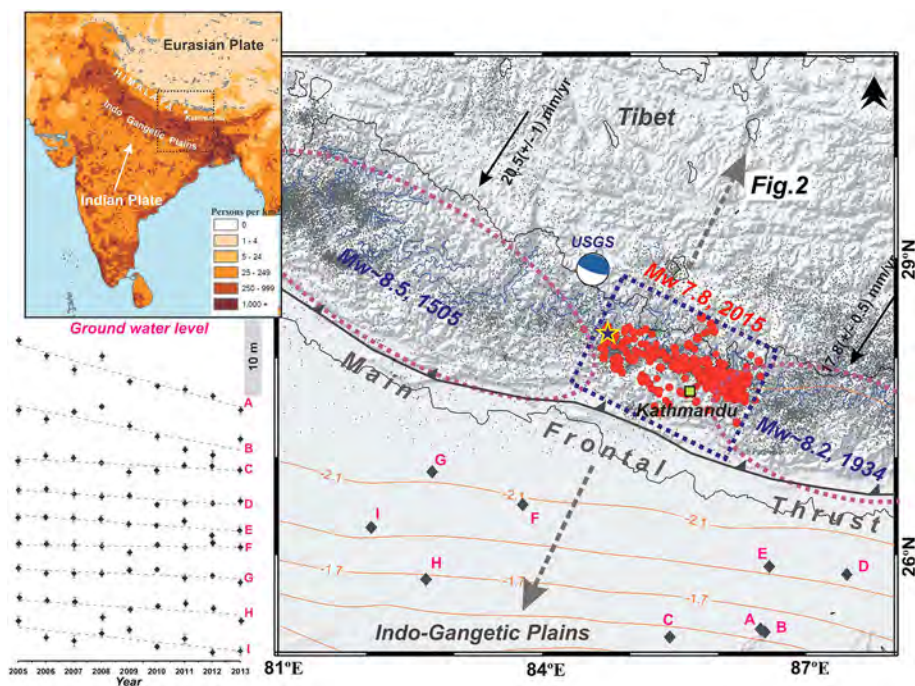 Eurasian Plate
HIMALAYA
Kathmandu
Indo Gangetic Plains
Indian Plate
Persons per km²
0
1 - 4
5 - 24
25 - 249
250 - 999
1,000 +
Ground water level
10 m
A
B
C
D
E
F
G
H
I
2005 2006 2007 2008 2009 2010 2011 2012 2013
Year
Tibet
20.5(+/-1) mm/yr
Fig.2
USGS
Mw~8.5, 1505
Mw 7.8, 2015
17.8(+/-0.5) mm/yr
Kathmandu
Mw~8.2, 1934
Main Frontal Thrust
G
-2.1
-2.1
I
F
E
D
H
-1.7
-1.7
-1.7
C
A
B
Indo-Gangetic Plains
29ºN
26ºN
81ºE
84ºE
87ºE